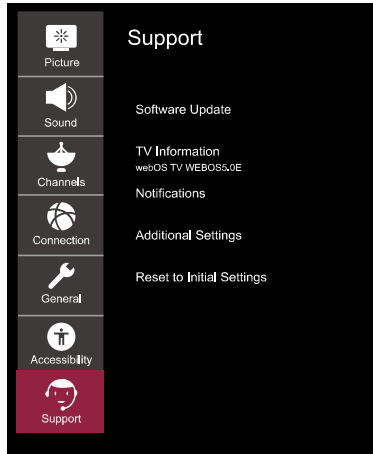 Picture
Sound
Channels
Connection
General
Accessibility
Support
Support
Software Update
TV Information
webOS TV WEBOS5.0E
Notifications
Additional Settings
Reset to Initial Settings